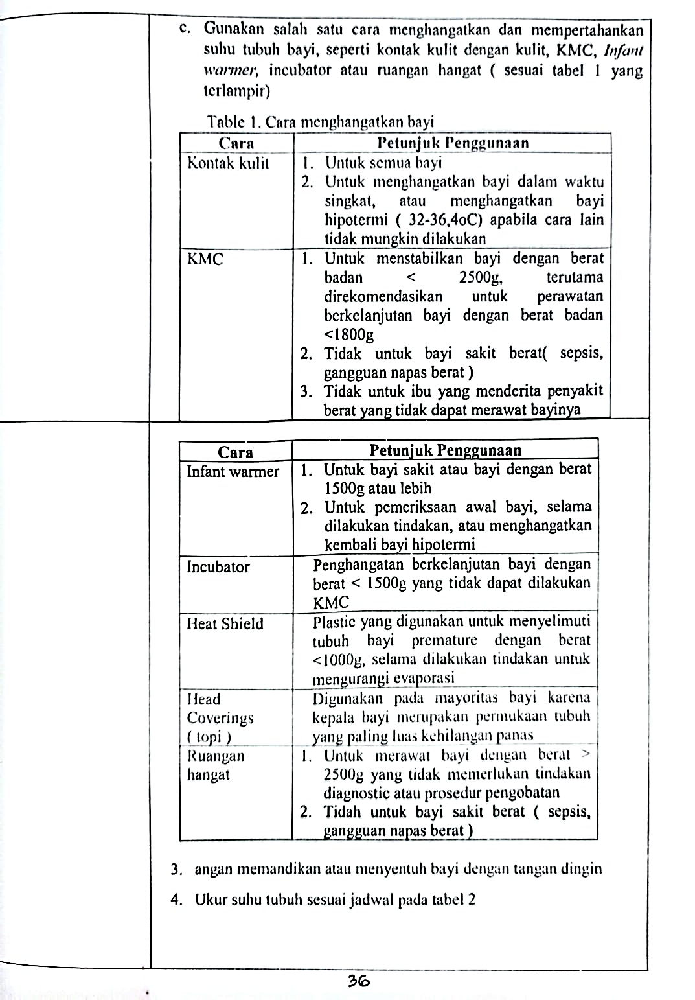 c. Gunakan salah satu cara menghangatkan dan mempertahankan
suhu tubuh bayi, seperti kontak kulit dengan kulit, KMC, Infant
warmer, incubator atau ruangan hangat ( sesuai tabel 1 yang
terlampir)
Table 1. Cara menghangatkan bayi
Cara Petunjuk Penggunaan
Kontak kulit 1. Untuk semua bayi
2. Untuk menghangatkan bayi dalam waktu
singkat, atau menghangatkan bayi
hipotermi ( 32-36,4oC) apabila cara lain
tidak mungkin dilakukan
KMC 1. Untuk menstabilkan bayi dengan berat
badan < 2500g, terutama
direkomendasikan untuk perawatan
berkelanjutan bayi dengan berat badan
<1800g
2. Tidak untuk bayi sakit berat( sepsis,
gangguan napas berat )
3. Tidak untuk ibu yang menderita penyakit
berat yang tidak dapat merawat bayinya
Cara Petunjuk Penggunaan
Infant warmer 1. Untuk bayi sakit atau bayi dengan berat
1500g atau lebih
2. Untuk pemeriksaan awal bayi, selama
dilakukan tindakan, atau menghangatkan
kembali bayi hipotermi
Incubator Penghangatan berkelanjutan bayi dengan
berat < 1500g yang tidak dapat dilakukan
KMC
Heat Shield Plastic yang digunakan untuk menyelimuti
tubuh bayi premature dengan berat
<1000g, selama dilakukan tindakan untuk
mengurangi evaporasi
Head Digunakan pada mayoritas bayi karena
Coverings kepala bayi merupakan permukaan tubuh
( topi ) yang paling luas kehilangan panas
Ruangan 1. Untuk merawat bayi dengan berat >
hangat 2500g yang tidak memerlukan tindakan
diagnostic atau prosedur pengobatan
2. Tidah untuk bayi sakit berat ( sepsis,
gangguan napas berat )
3. angan memandikan atau menyentuh bayi dengan tangan dingin
4. Ukur suhu tubuh sesuai jadwal pada tabel 2
36